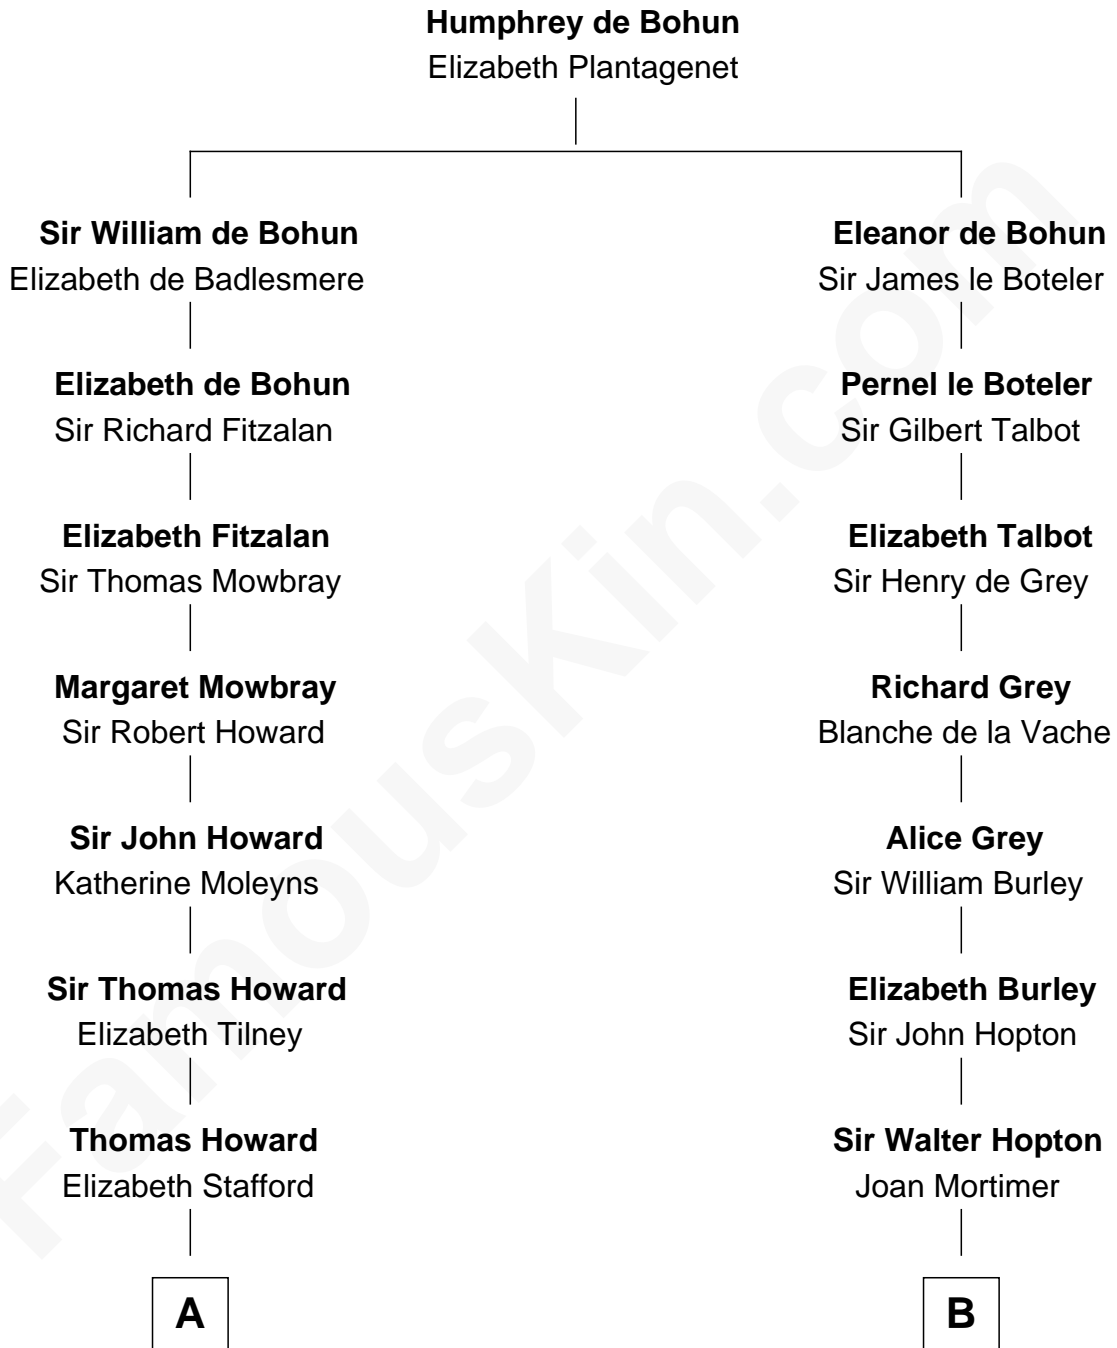 Humphrey de Bohun
Elizabeth Plantagenet
Sir William de Bohun
Elizabeth de Badlesmere
Eleanor de Bohun
Sir James le Boteler
Elizabeth de Bohun
Sir Richard Fitzalan
Pernel le Boteler
Sir Gilbert Talbot
Elizabeth Fitzalan
Sir Thomas Mowbray
Elizabeth Talbot
Sir Henry de Grey
Margaret Mowbray
Sir Robert Howard
Richard Grey
Blanche de la Vache
Sir John Howard
Katherine Moleyns
Alice Grey
Sir William Burley
Sir Thomas Howard
Elizabeth Tilney
Elizabeth Burley
Sir John Hopton
Thomas Howard
Elizabeth Stafford
Sir Walter Hopton
Joan Mortimer
A
B
FamousKin.com